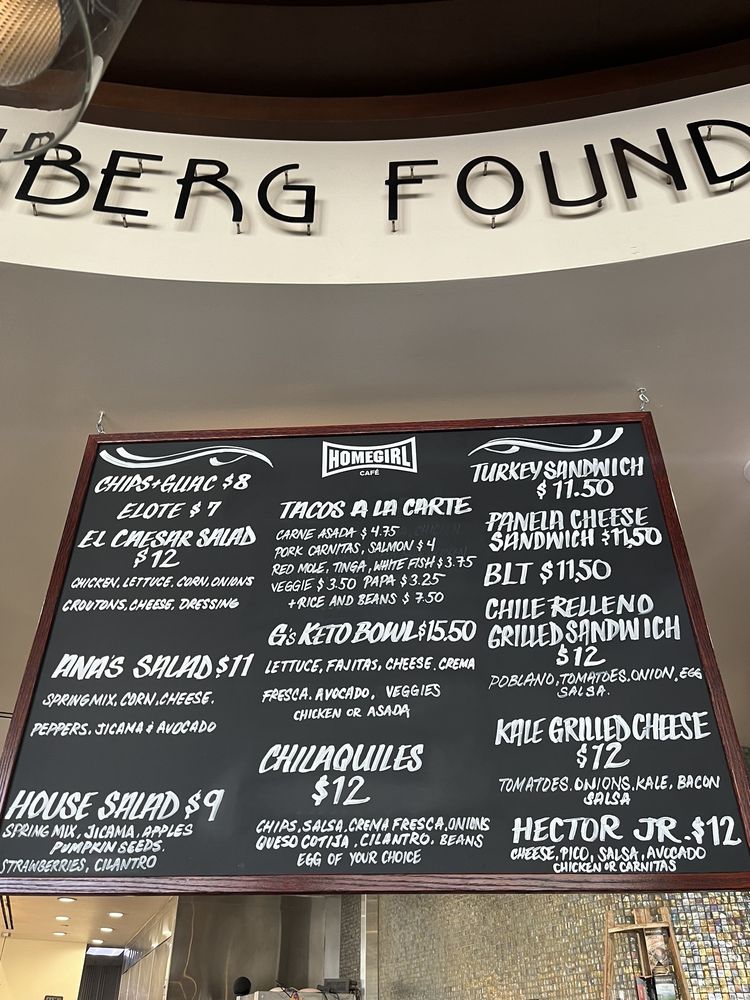 BERG FOUND
CHIPS+GUAC $8
ELOTE $7
EL CAESAR SALAD
$12
CHICKEN, LETTUCE, CORN, ONIONS
CROUTONS, CHEESE, DRESSING
ANA'S SALAD $11
SPRING MIX, CORN, CHEESE,
PEPPERS, JICAMA & AVOCADO
HOUSE SALAD $9
SPRING MIX, JICAMA, APPLES
PUMPKIN SEEDS.
STRAWBERRIES, CILANTRO
HOMEGIRL
CAFÉ
TACOS A LA CARTE
CARNE ASADA $4.75
PORK CARNITAS, SALMON $4
RED MOLE, TINGA, WHITE FISH $3.75
VEGGIE $3.50 PAPA $3.25
+RICE AND BEANS $7.50
G's KETO BOWL $15.50
LETTUCE, FAJITAS, CHEESE, CREMA
FRESCA, AVOCADO, VEGGIES
CHICKEN OR ASADA
CHILAQUILES
$12
CHIPS, SALSA, CREMA FRESCA, ONIONS
QUESO COTIJA, CILANTRO, BEANS
EGG OF YOUR CHOICE
TURKEY SANDWICH
$11.50
PANELA CHEESE
SANDWICH $11,50
BLT $11,50
CHILE RELLENO
GRILLED SANDWICH
$12
POBLANO, TOMATOES, ONION, EGG
SALSA.
KALE GRILLED CHEESE
$12
TOMATOES, ONIONS, KALE, BACON
SALSA
HECTOR JR. $12
CHEESE, PICO, SALSA, AVOCADO
CHICKEN OR CARNITAS